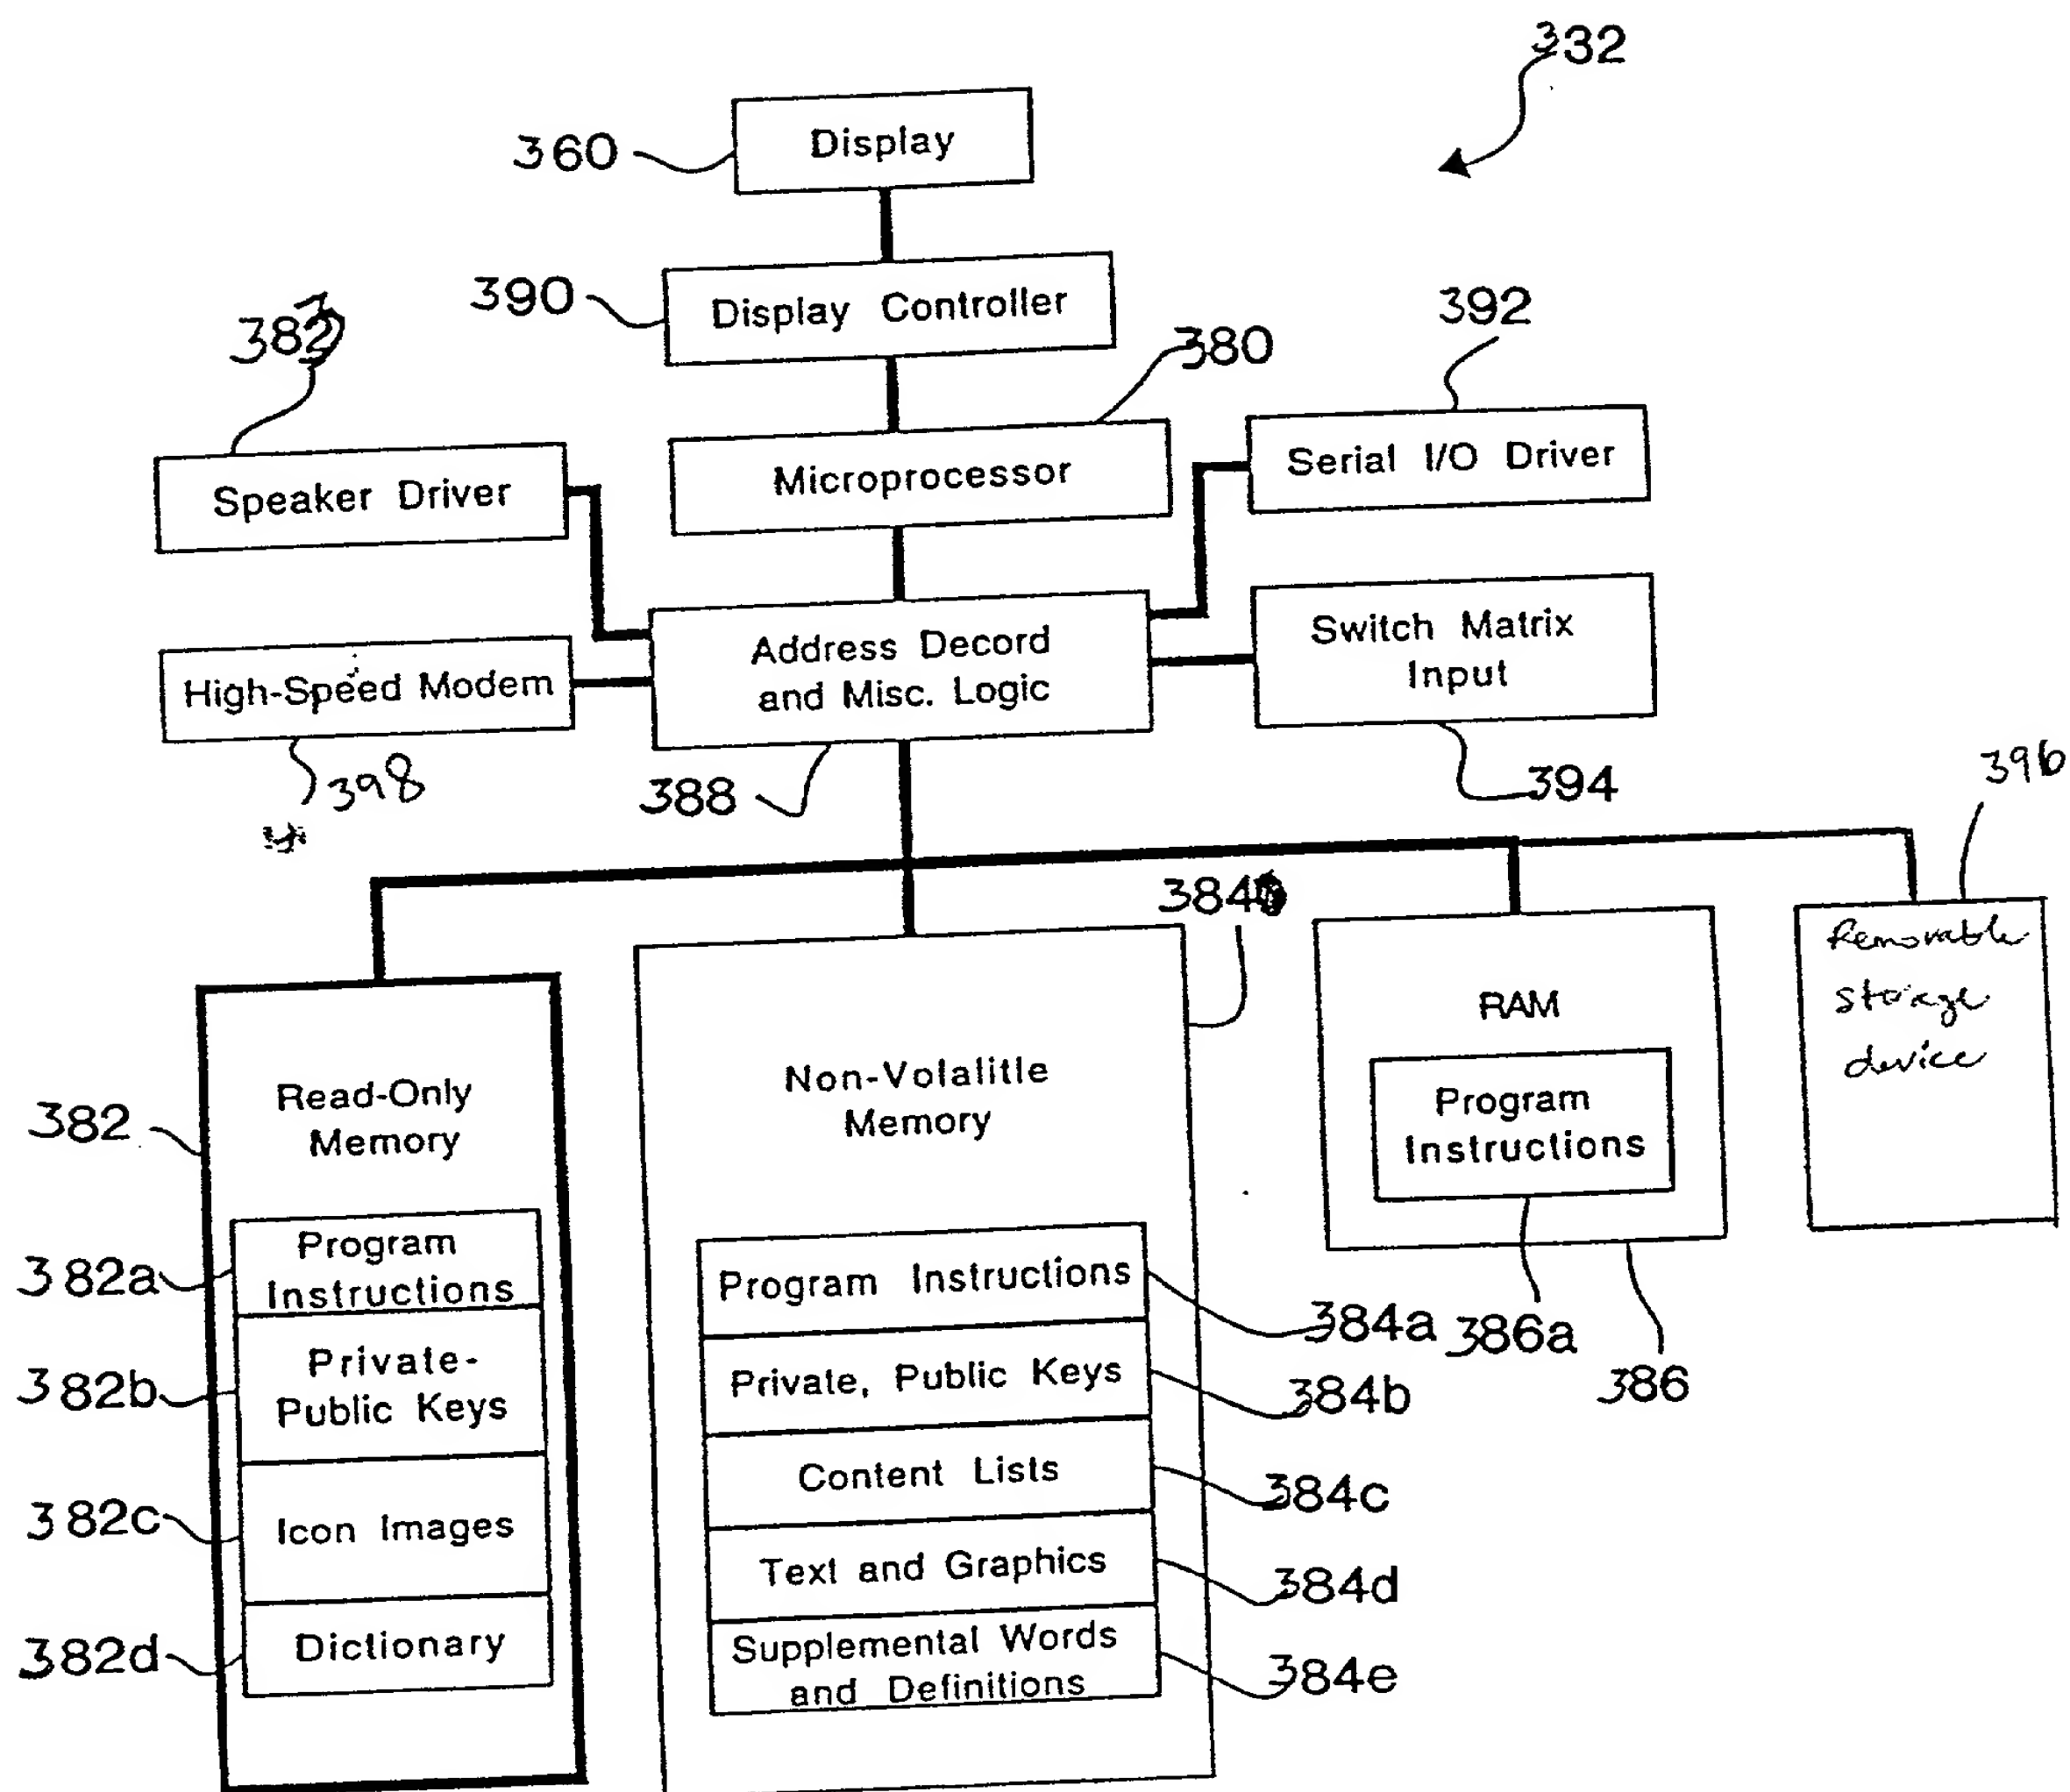 332
Display
360
Display Controller
390
392
380
Speaker Driver
Microprocessor
Serial I/O Driver
Address Decord
and Misc. Logic
Switch Matrix
Input
High-Speed Modem
398
388
394
396
Removable
storage
device
Read-Only
Memory
382
Program
Instructions
382a
Private-
Public Keys
382b
Icon Images
382c
Dictionary
382d
Non-Volalitle
Memory
Program Instructions
384a
Private, Public Keys
384b
Content Lists
384c
Text and Graphics
384d
Supplemental Words
and Definitions
384e
RAM
Program
Instructions
386a
386